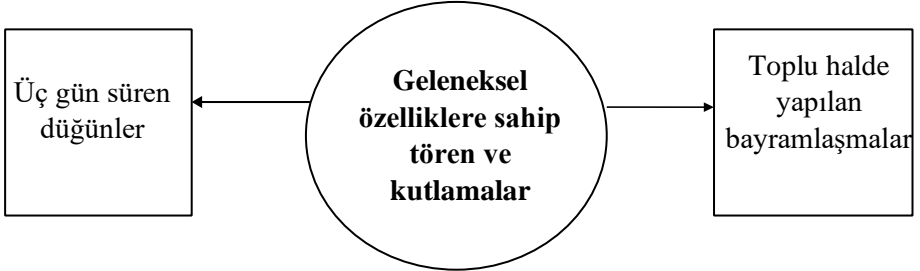 Üç gün süren
düğünler
Geleneksel
özelliklere sahip
tören ve
kutlamalar
Toplu halde
yapılan
bayramlaşmalar